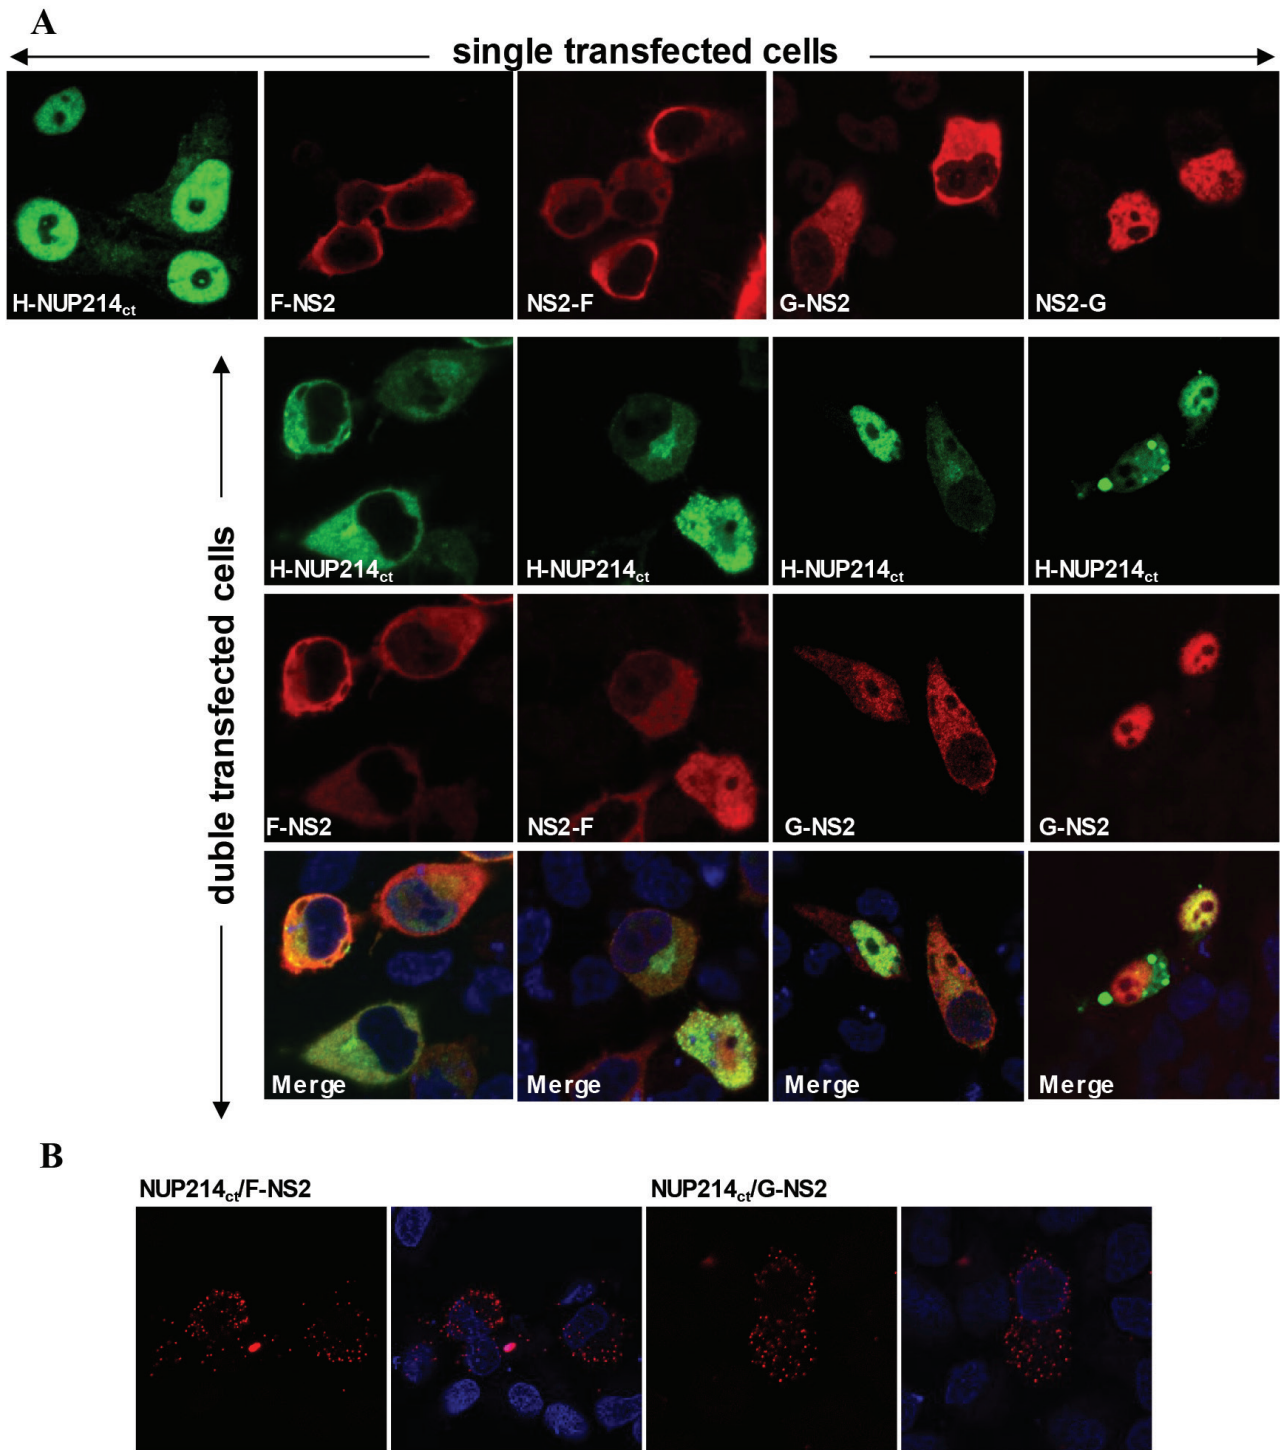 A
single transfected cells
H-NUP214ct
F-NS2
NS2-F
G-NS2
NS2-G
duble transfected cells
H-NUP214ct
H-NUP214ct
H-NUP214ct
H-NUP214ct
F-NS2
NS2-F
G-NS2
G-NS2
Merge
Merge
Merge
Merge
B
NUP214ct/F-NS2
NUP214ct/G-NS2